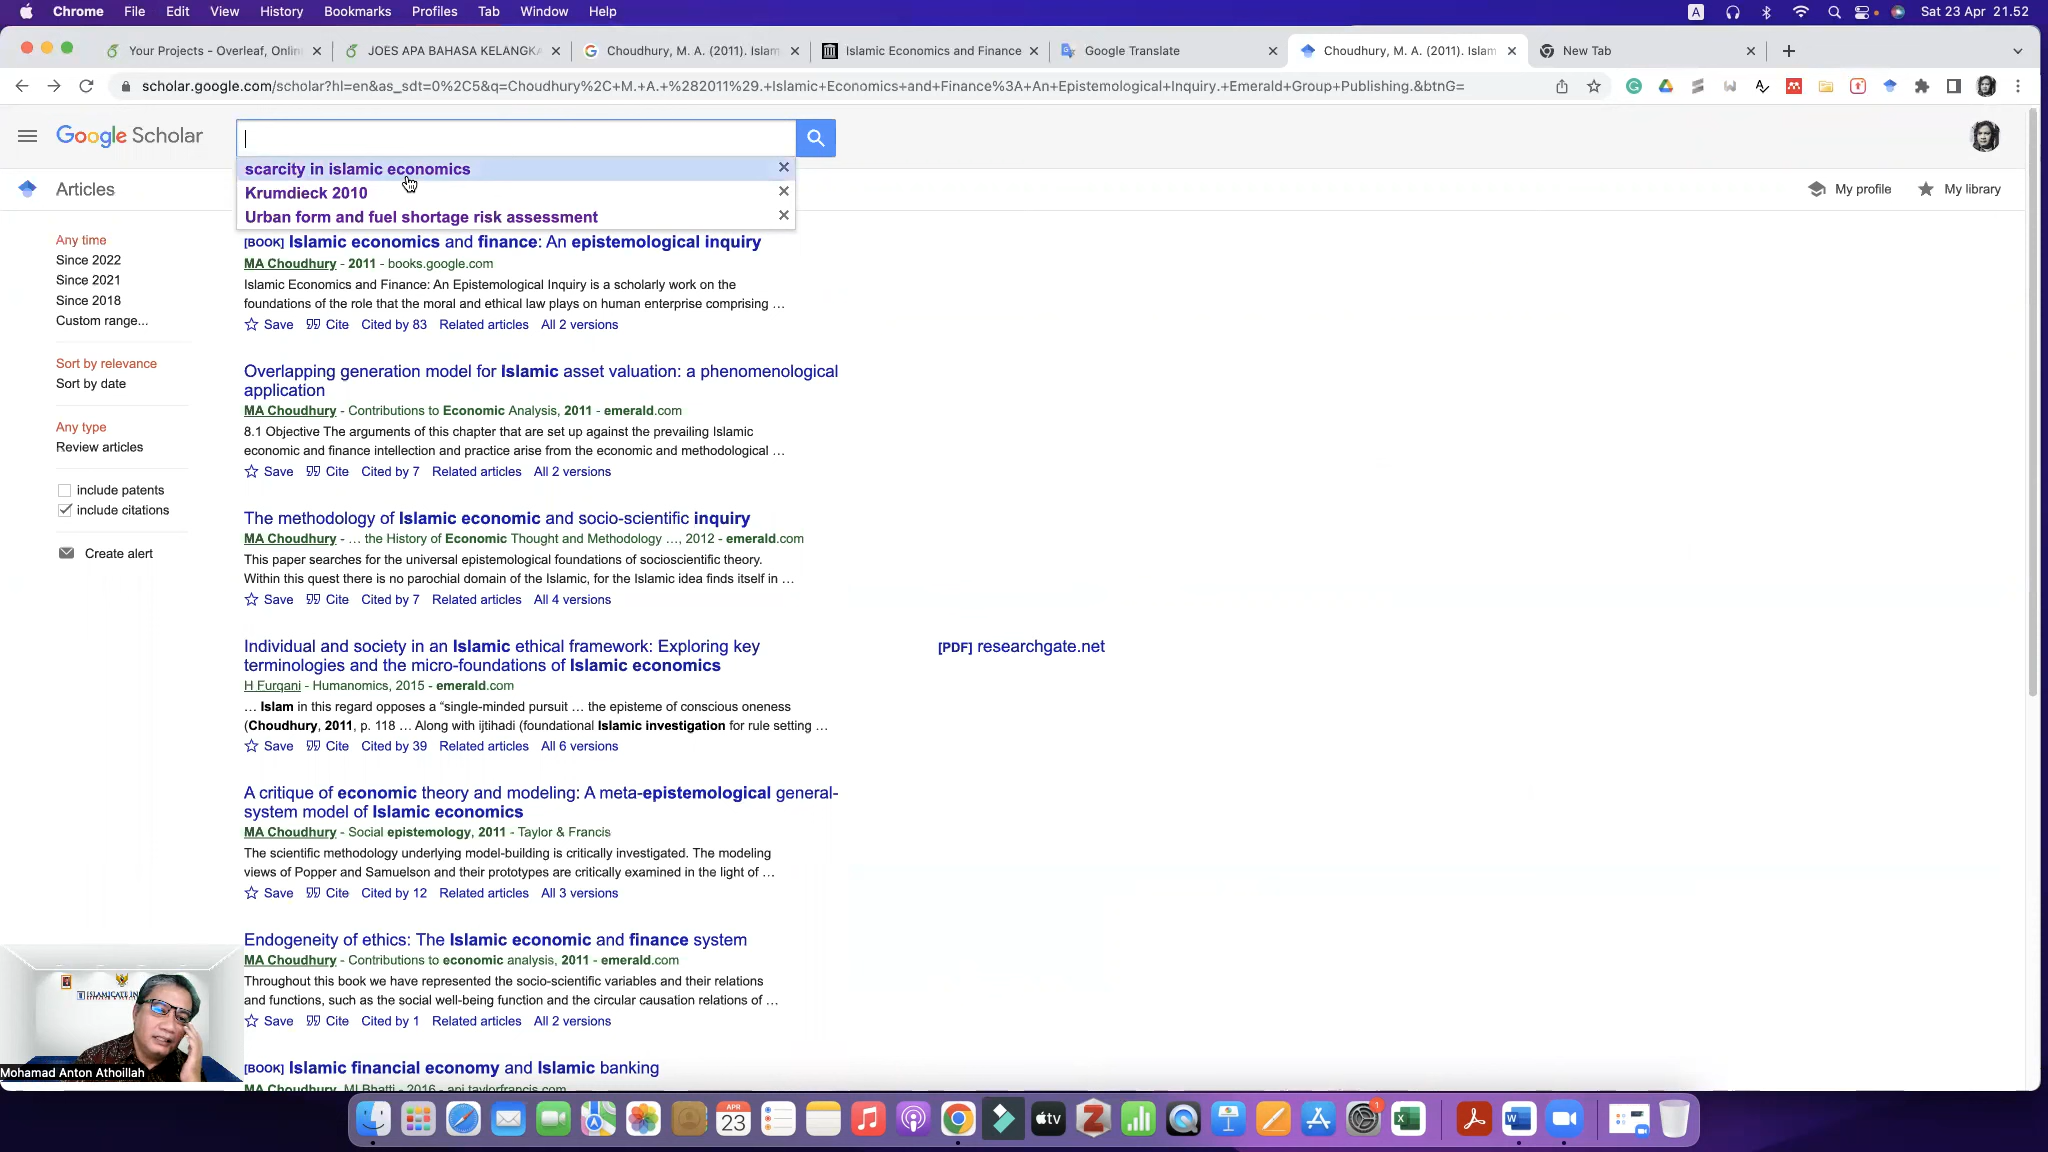 Chrome File Edit View History Bookmarks Profiles Tab Window Help
A Sat 23 Apr 21.52
Your Projects - Overleaf, Onlin
JOES APA BAHASA KELANGKA
Choudhury, M. A. (2011). Islam
Islamic Economics and Finance
Google Translate
Choudhury, M. A. (2011). Islam
New Tab
scholar.google.com/scholar?hl=en&as_sdt=0%2C5&q=Choudhury%2C+M.+A.+%282011%29.+Islamic+Economics+and+Finance%3A+An+Epistemological+Inquiry.+Emerald+Group+Publishing.&btnG=
Google Scholar
scarcity in islamic economics
Krumdieck 2010
Urban form and fuel shortage risk assessment
Articles
My profile
My library
Any time
Since 2022
Since 2021
Since 2018
Custom range...
Sort by relevance
Sort by date
Any type
Review articles
include patents
include citations
Create alert
[BOOK] Islamic economics and finance: An epistemological inquiry
MA Choudhury - 2011 - books.google.com
Islamic Economics and Finance: An Epistemological Inquiry is a scholarly work on the
foundations of the role that the moral and ethical law plays on human enterprise comprising …
Save Cite Cited by 83 Related articles All 2 versions
Overlapping generation model for Islamic asset valuation: a phenomenological
application
MA Choudhury - Contributions to Economic Analysis, 2011 - emerald.com
8.1 Objective The arguments of this chapter that are set up against the prevailing Islamic
economic and finance intellection and practice arise from the economic and methodological …
Save Cite Cited by 7 Related articles All 2 versions
The methodology of Islamic economic and socio-scientific inquiry
MA Choudhury - … the History of Economic Thought and Methodology …, 2012 - emerald.com
This paper searches for the universal epistemological foundations of socioscientific theory.
Within this quest there is no parochial domain of the Islamic, for the Islamic idea finds itself in …
Save Cite Cited by 7 Related articles All 4 versions
Individual and society in an Islamic ethical framework: Exploring key
terminologies and the micro-foundations of Islamic economics
[PDF] researchgate.net
H Furqani - Humanomics, 2015 - emerald.com
… Islam in this regard opposes a “single-minded pursuit … the episteme of conscious oneness
(Choudhury, 2011, p. 118 … Along with ijtihadi (foundational Islamic investigation for rule setting …
Save Cite Cited by 39 Related articles All 6 versions
A critique of economic theory and modeling: A meta-epistemological general-
system model of Islamic economics
MA Choudhury - Social epistemology, 2011 - Taylor & Francis
The scientific methodology underlying model-building is critically investigated. The modeling
views of Popper and Samuelson and their prototypes are critically examined in the light of …
Save Cite Cited by 12 Related articles All 3 versions
Endogeneity of ethics: The Islamic economic and finance system
MA Choudhury - Contributions to economic analysis, 2011 - emerald.com
Throughout this book we have represented the socio-scientific variables and their relations
and functions, such as the social well-being function and the circular causation relations of …
Save Cite Cited by 1 Related articles All 2 versions
[BOOK] Islamic financial economy and Islamic banking
MA Choudhury, MI Bhatti - 2016 - api.taylorfrancis.com
Mohamad Anton Athoillah
APR
23
tv
1